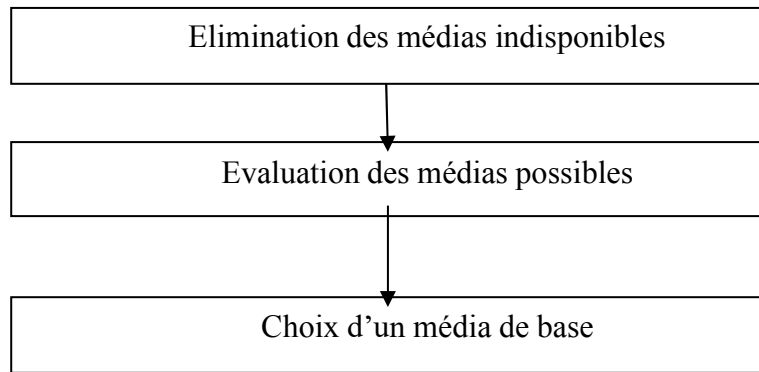 Elimination des médias indisponibles
Evaluation des médias possibles
Choix d’un média de base